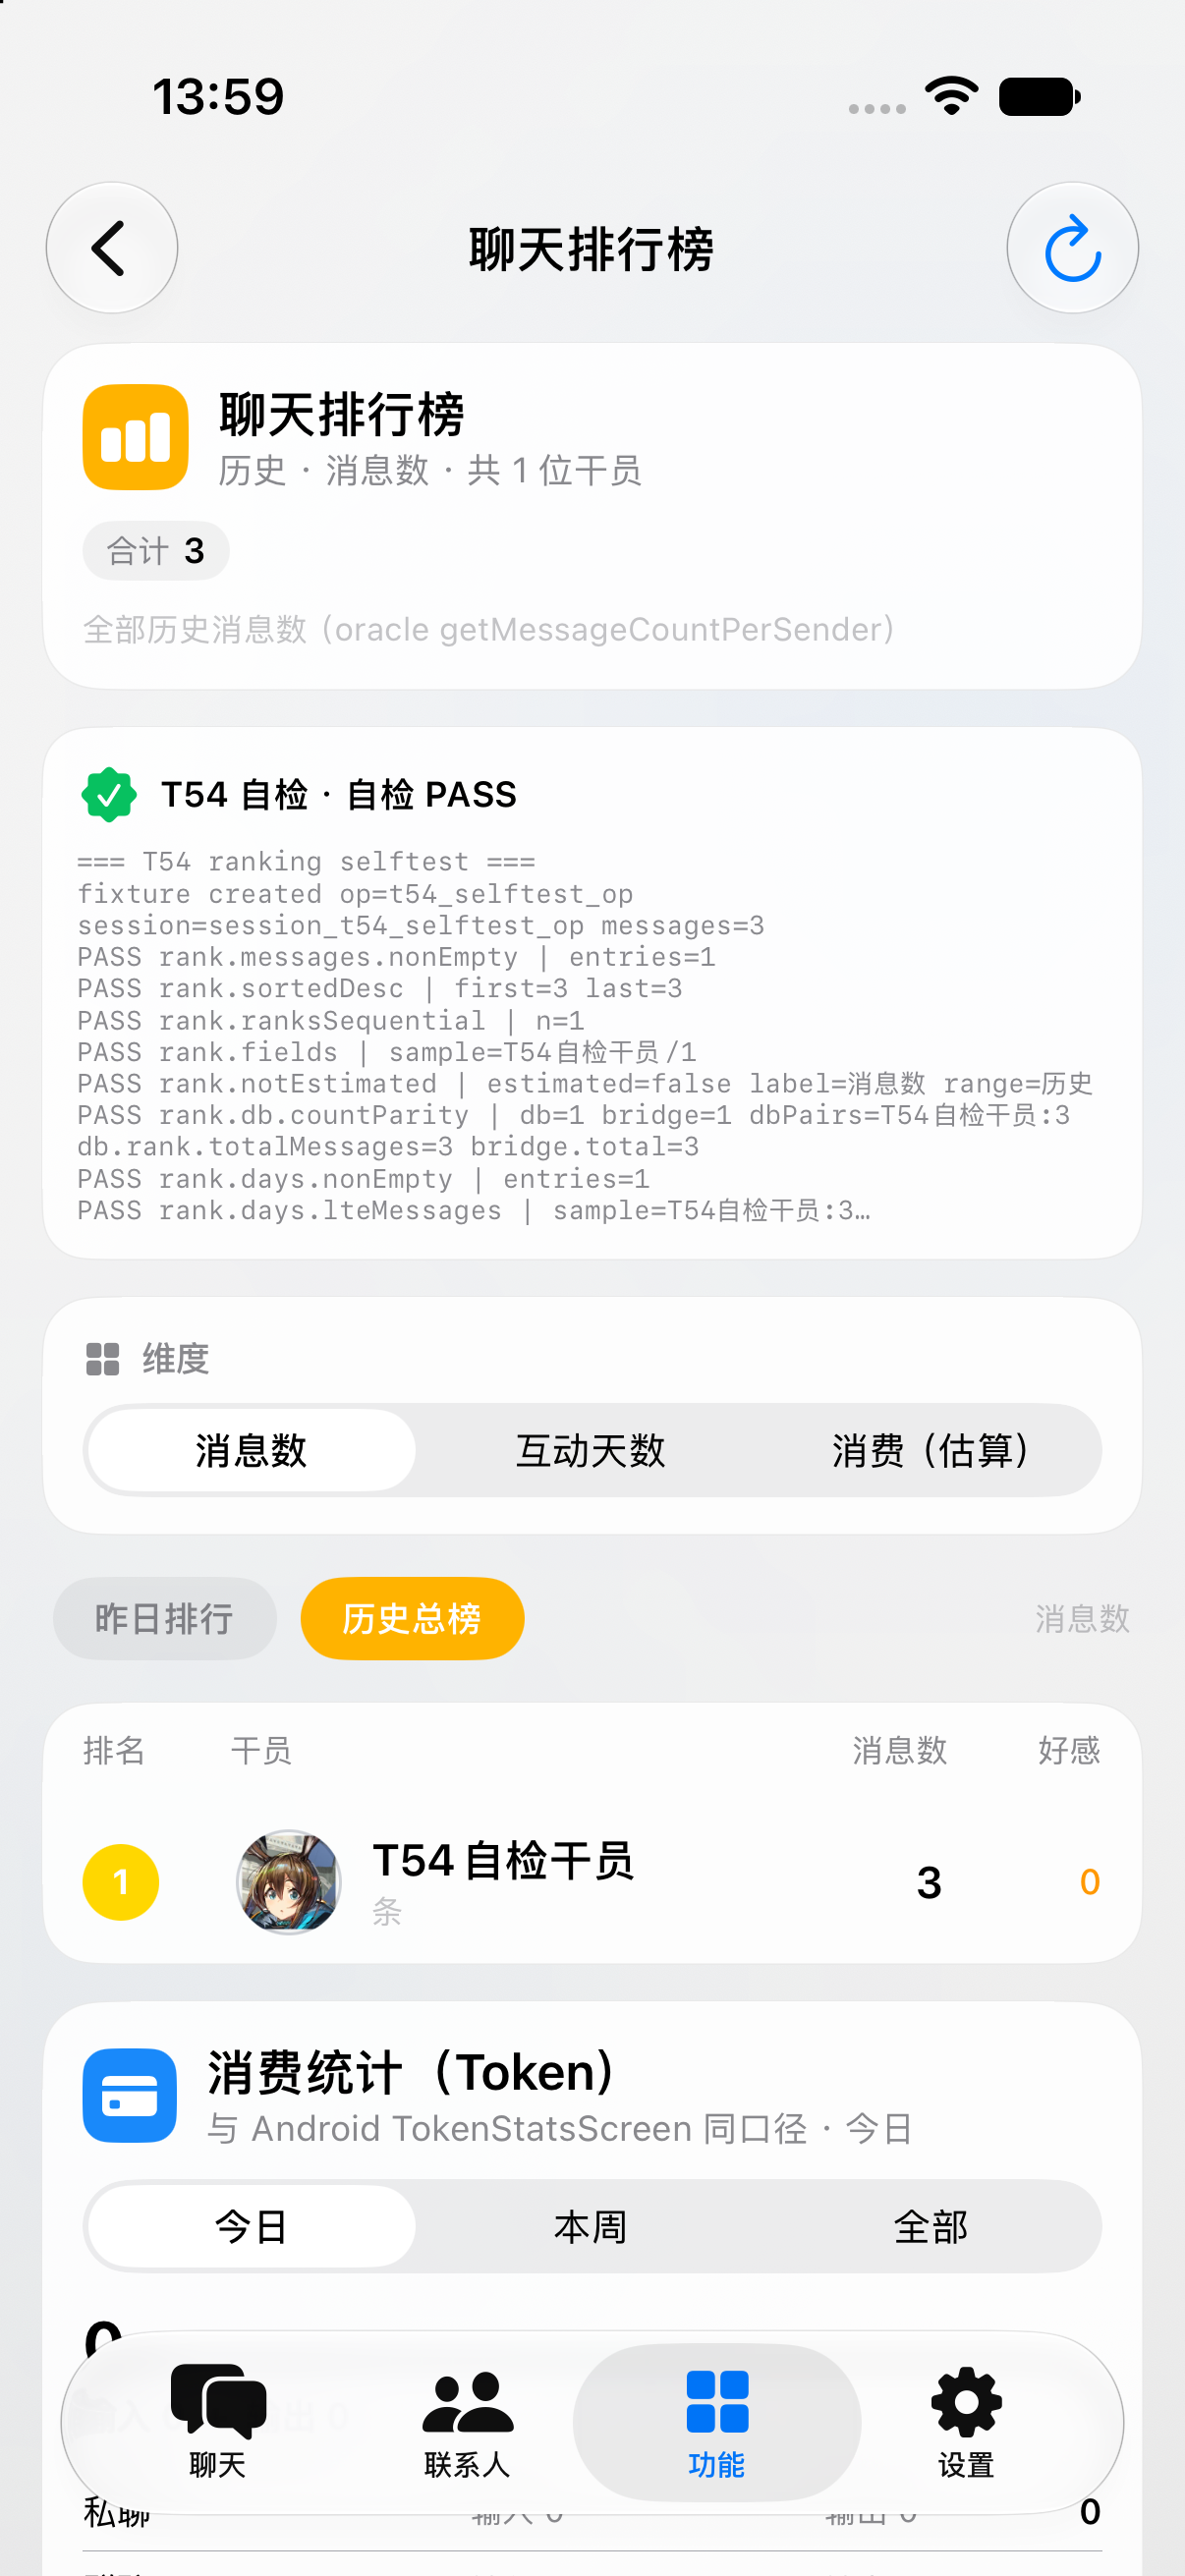 13:59
聊天排行榜
聊天排行榜
历史 · 消息数 · 共 1 位干员
合计 3
全部历史消息数（oracle getMessageCountPerSender）
T54 自检 · 自检 PASS
=== T54 ranking selftest ===
fixture created op=t54_selftest_op
session=session_t54_selftest_op messages=3
PASS rank.messages.nonEmpty | entries=1
PASS rank.sortedDesc | first=3 last=3
PASS rank.ranksSequential | n=1
PASS rank.fields | sample=T54自检干员/1
PASS rank.notEstimated | estimated=false label=消息数 range=历史
PASS rank.db.countParity | db=1 bridge=1 dbPairs=T54自检干员:3
db.rank.totalMessages=3 bridge.total=3
PASS rank.days.nonEmpty | entries=1
PASS rank.days.lteMessages | sample=T54自检干员:3…
维度
消息数 互动天数 消费（估算）
昨日排行 历史总榜 消息数
排名 干员 消息数 好感
1 T54 自检干员 3 0
条
消费统计（Token）
与 Android TokenStatsScreen 同口径 · 今日
今日 本周 全部
0
聊天 联系人 功能 设置
私聊 输入 0 输出 0 0